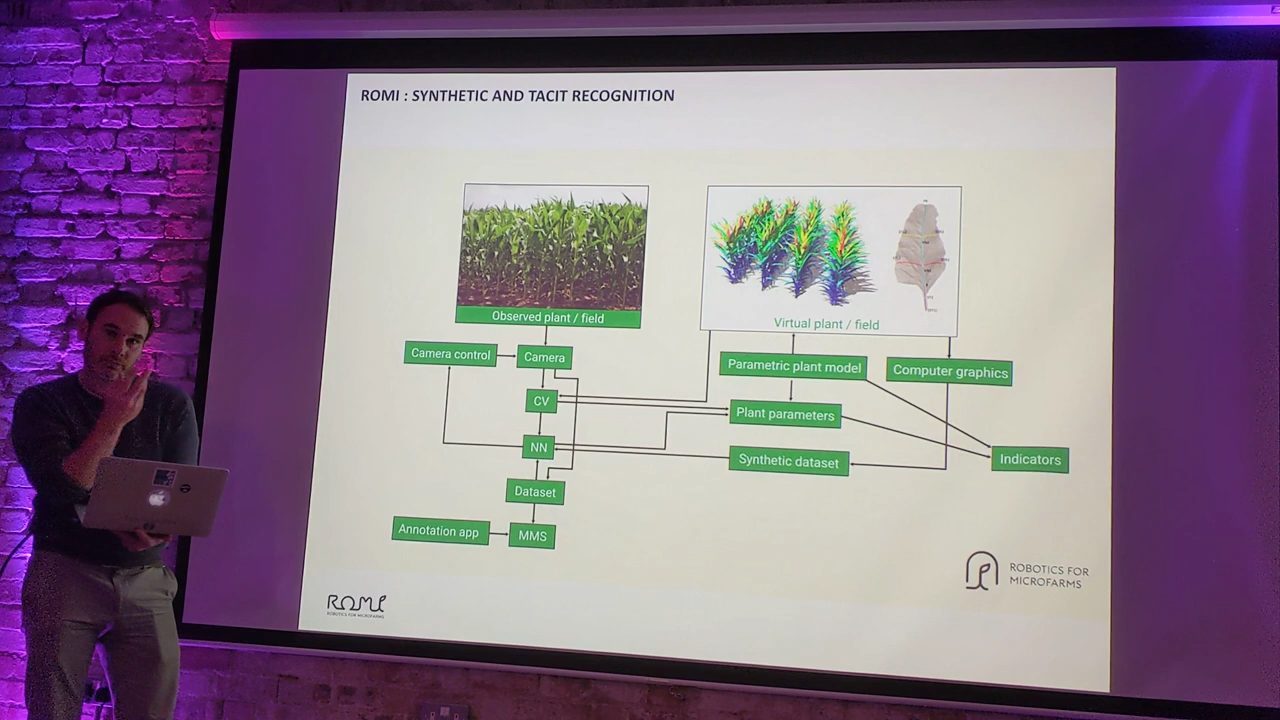 ROMI : SYNTHETIC AND TACIT RECOGNITION
Observed plant / field
Virtual plant / field
Camera control
Camera
Parametric plant model
Computer graphics
CV
Plant parameters
NN
Synthetic dataset
Indicators
Dataset
Annotation app
MMS
ROBOTICS FOR
MICROFARMS
ROMI
ROBOTICS FOR MICROFARMS